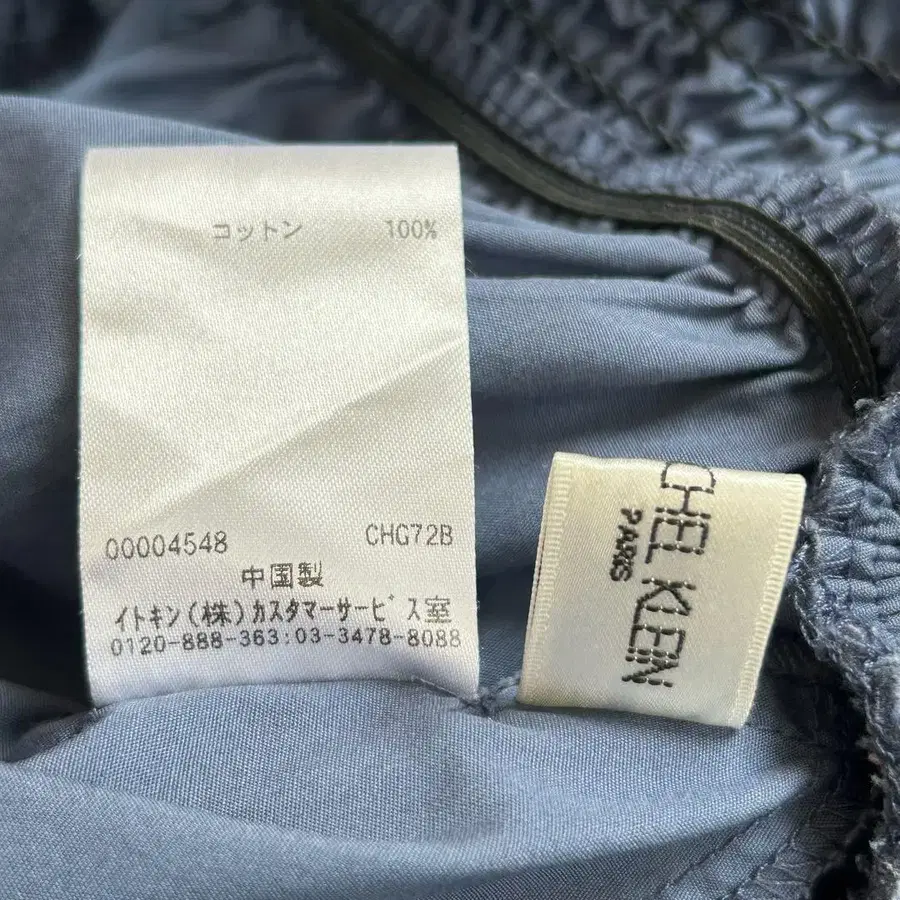 コットン 100%
00004548 CHG72B
中国製
イトキン(株)カスタマーサービス室
0120-888-363:03-3478-8088
CHEL KLEIN
PARIS